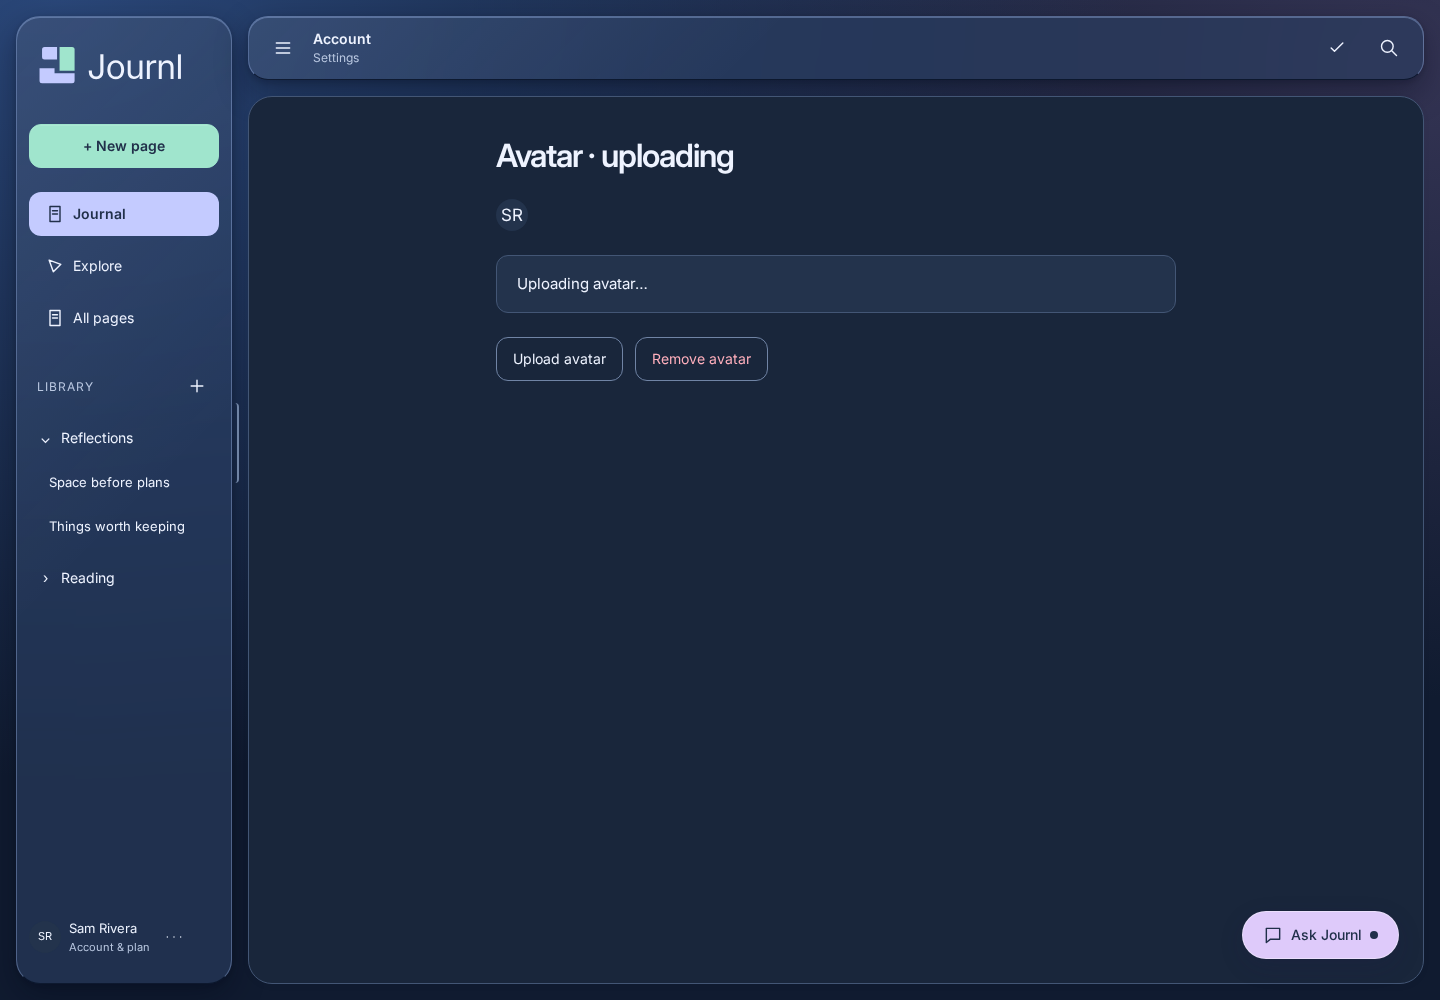 Journl
+ New page
Journal
Explore
All pages
LIBRARY
Reflections
Space before plans
Things worth keeping
Reading
SR
Sam Rivera
Account & plan
Account
Settings
Avatar · uploading
SR
Uploading avatar…
Upload avatar
Remove avatar
Ask Journl